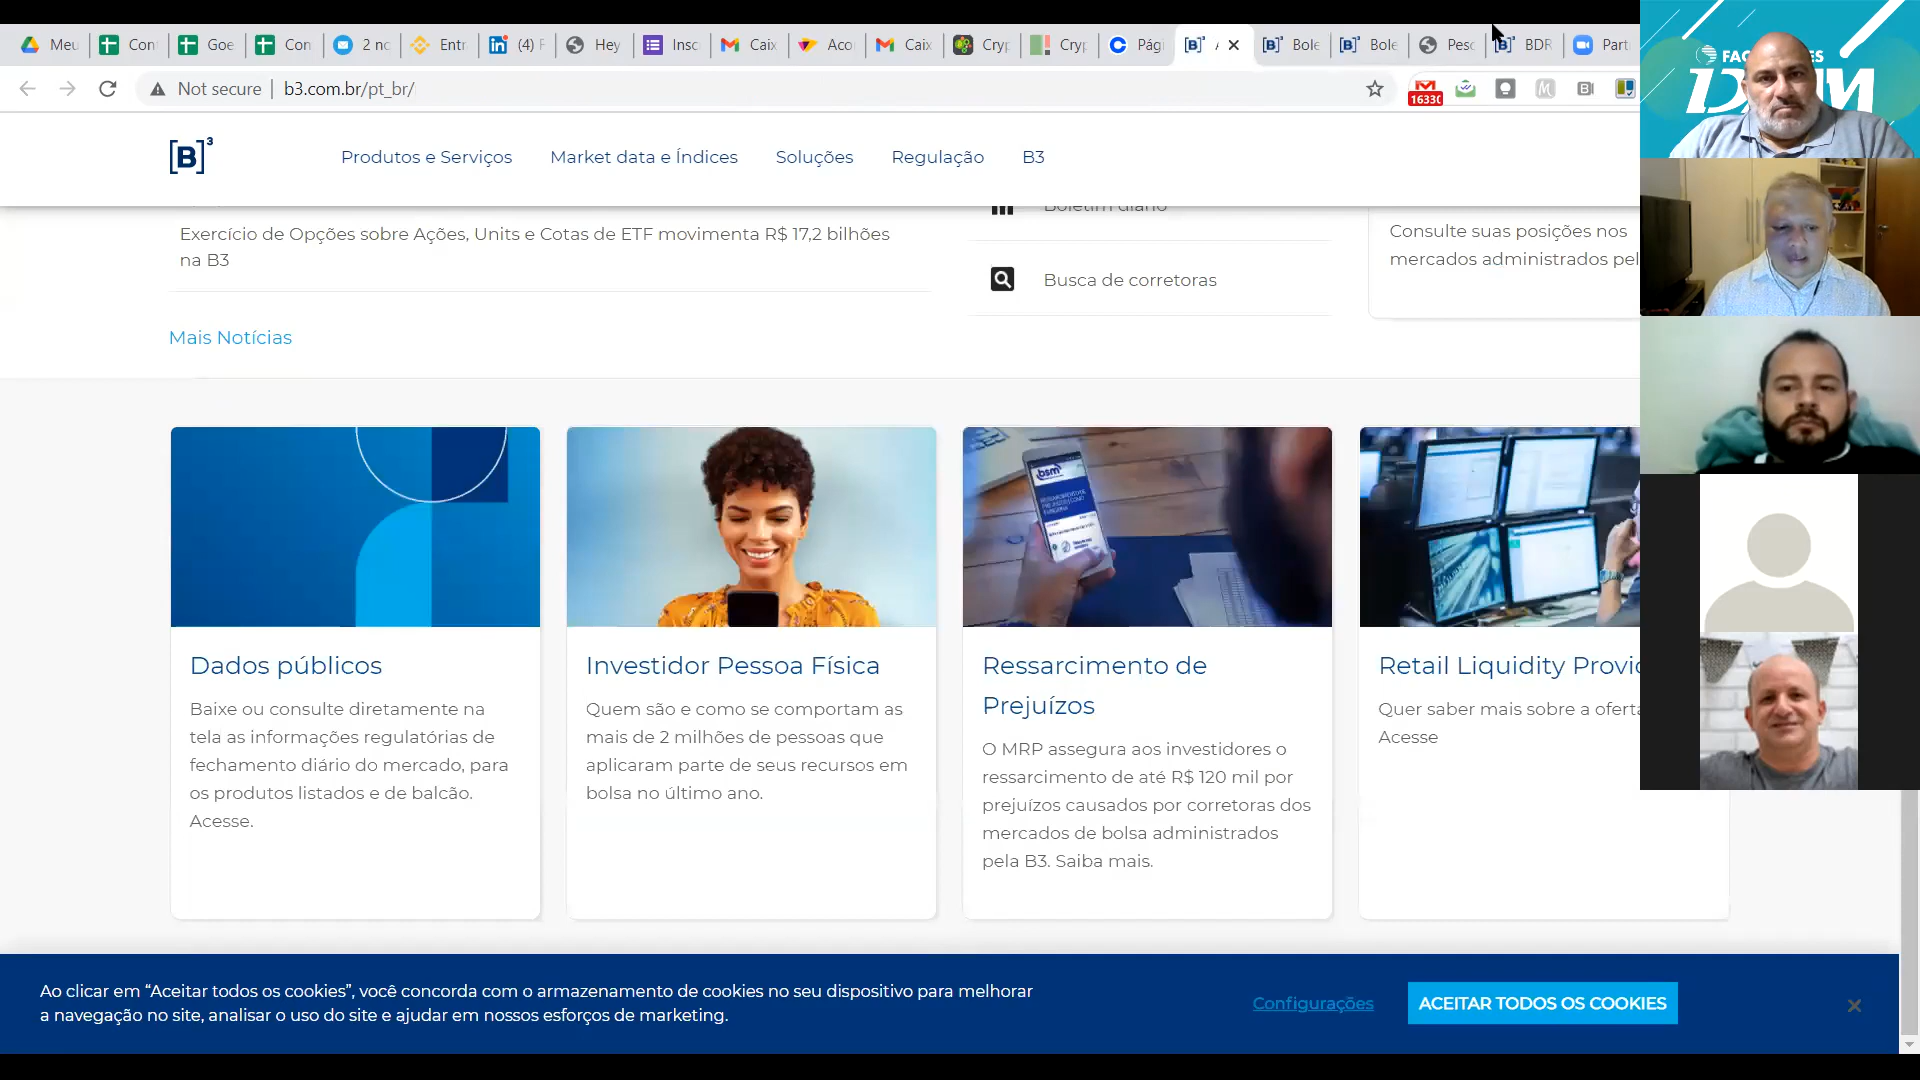 Meu
Con
Goe
Con
2 no
Entr
(4) F
Hey
Insc
Caix
Aco
Caix
Cryp
Cryp
Pági
Bole
Bole
Pesc
BDR
Part
Not secure
b3.com.br/pt_br/
16330
[B]³
Produtos e Serviços
Market data e Índices
Soluções
Regulação
B3
Exercício de Opções sobre Ações, Units e Cotas de ETF movimenta R$ 17,2 bilhões
na B3
Mais Notícias
Boletim diário
Busca de corretoras
Consulte suas posições nos
mercados administrados pel
Dados públicos
Baixe ou consulte diretamente na
tela as informações regulatórias de
fechamento diário do mercado, para
os produtos listados e de balcão.
Acesse.
Investidor Pessoa Física
Quem são e como se comportam as
mais de 2 milhões de pessoas que
aplicaram parte de seus recursos em
bolsa no último ano.
bsm
Ressarcimento de
Prejuízos
O MRP assegura aos investidores o
ressarcimento de até R$ 120 mil por
prejuízos causados por corretoras dos
mercados de bolsa administrados
pela B3. Saiba mais.
Retail Liquidity Provid
Quer saber mais sobre a oferta
Acesse
Ao clicar em “Aceitar todos os cookies”, você concorda com o armazenamento de cookies no seu dispositivo para melhorar
a navegação no site, analisar o uso do site e ajudar em nossos esforços de marketing.
Configurações
ACEITAR TODOS OS COOKIES